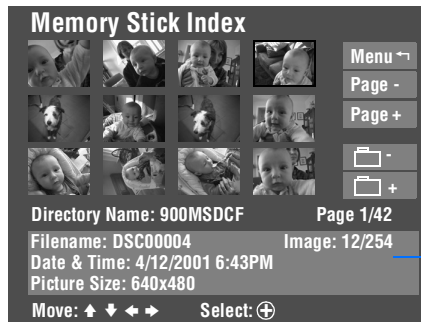 Memory Stick Index
Menu
Page -
Page +
-
+
Directory Name: 900MSDCF Page 1/42
Filename: DSC00004 Image: 12/254
Date & Time: 4/12/2001 6:43PM
Picture Size: 640x480
Move: Select: